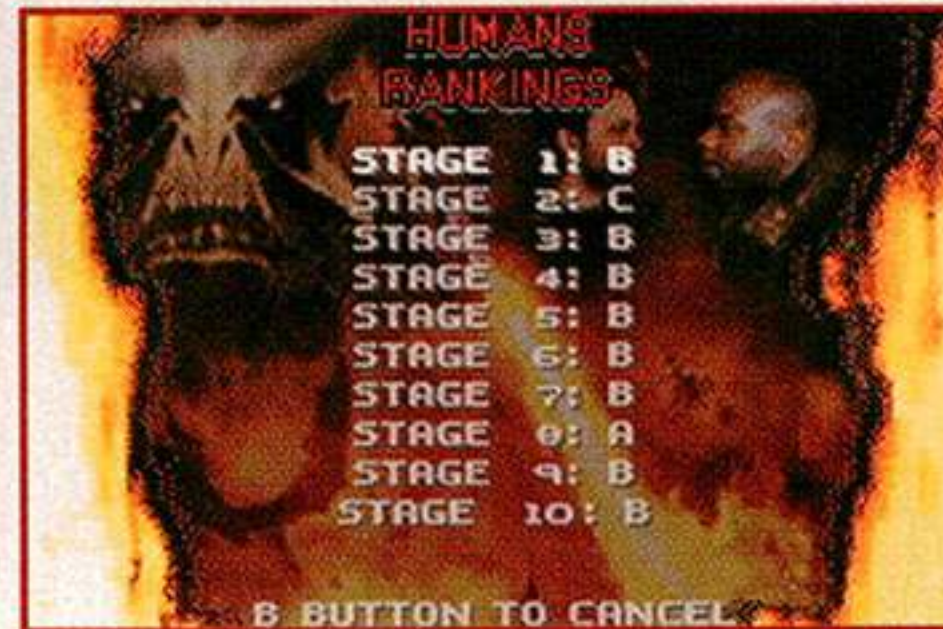 HUMANS
RANKINGS
STAGE 1: B
STAGE 2: C
STAGE 3: B
STAGE 4: B
STAGE 5: B
STAGE 6: B
STAGE 7: B
STAGE 8: A
STAGE 9: B
STAGE 10: B
B BUTTON TO CANCEL